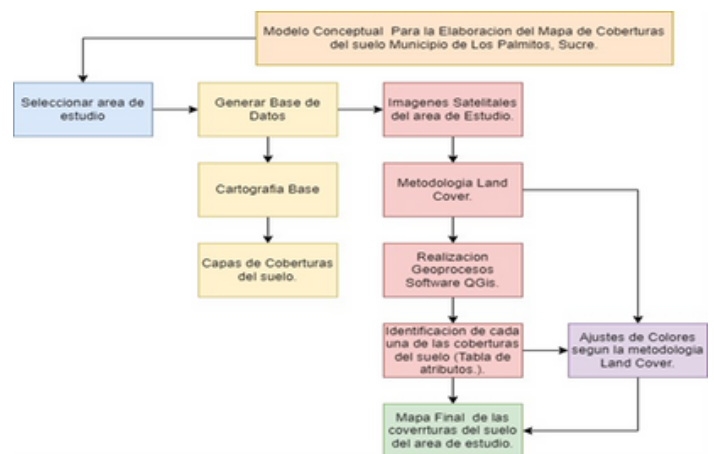 Modelo Conceptual Para la Elaboracion del Mapa de Coberturas
del suelo Municipio de Los Palmitos, Sucre.
Seleccionar area de
estudio
Generar Base de
Datos
Imagenes Satelitales
del area de Estudio.
Cartografia Base
Metodologia Land
Cover.
Capas de Coberturas
del suelo.
Realizacion
Geoprocesos
Software QGis.
Identificacion de cada
una de las coberturas
del suelo (Tabla de
atributos.).
Ajustes de Colores
segun la metodologia
Land Cover.
Mapa Final de las
coverrturas del suelo
del area de estudio.